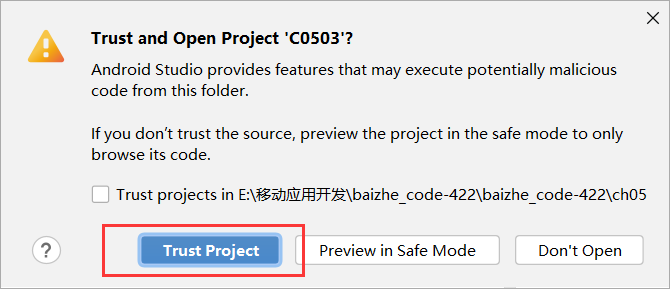 Trust and Open Project 'C0503'?
Android Studio provides features that may execute potentially malicious
code from this folder.
If you don’t trust the source, preview the project in the safe mode to only
browse its code.
Trust projects in E:\移动应用开发\baizhe_code-422\baizhe_code-422\ch05
?
Trust Project
Preview in Safe Mode
Don't Open